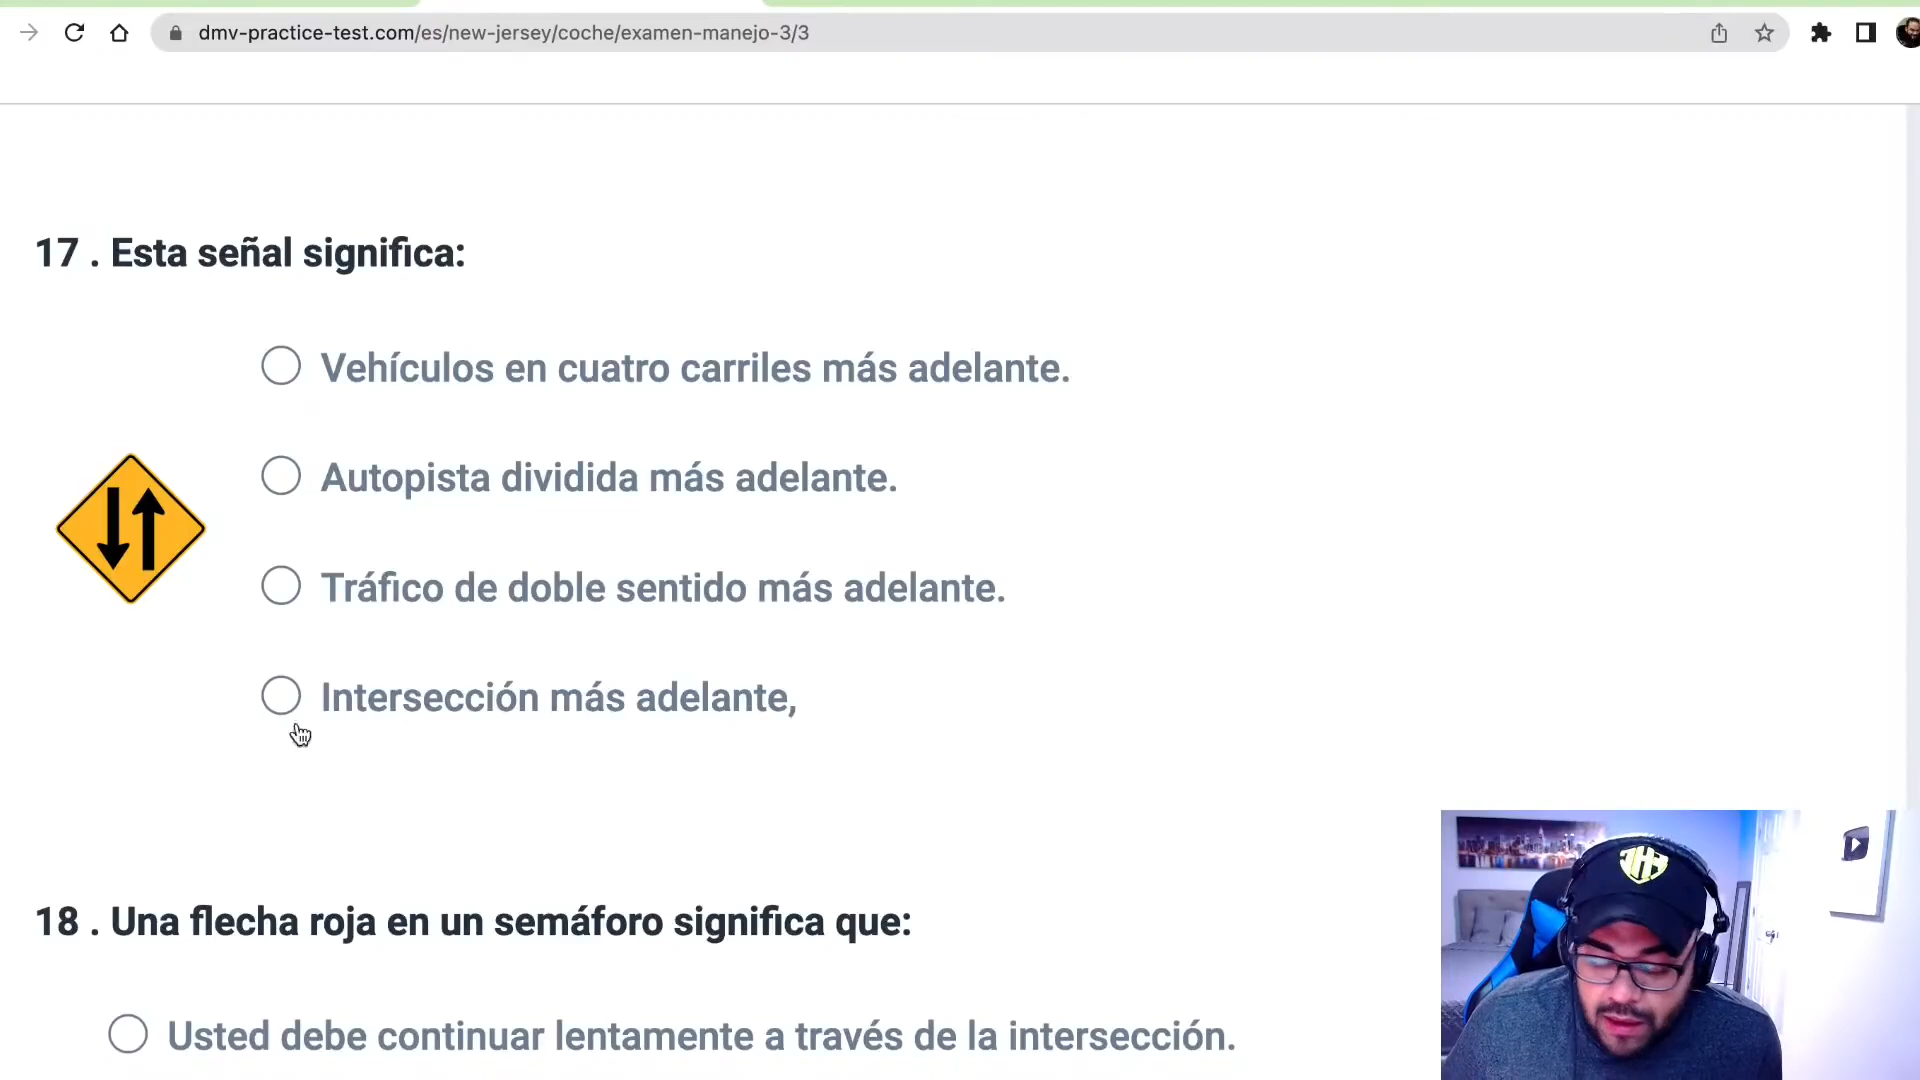 dmv-practice-test.com/es/new-jersey/coche/examen-manejo-3/3
17 . Esta señal significa:
Vehículos en cuatro carriles más adelante.
Autopista dividida más adelante.
Tráfico de doble sentido más adelante.
Intersección más adelante,
18 . Una flecha roja en un semáforo significa que:
Usted debe continuar lentamente a través de la intersección.